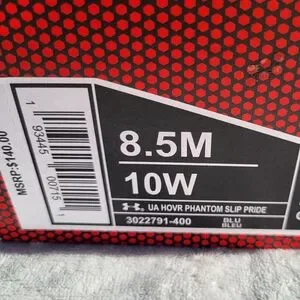 MSRP:$140.00
1 93445 00715 1
8.5M
10W
UA HOVR PHANTOM SLIP PRIDE
3022791-400
BLU
BLEU